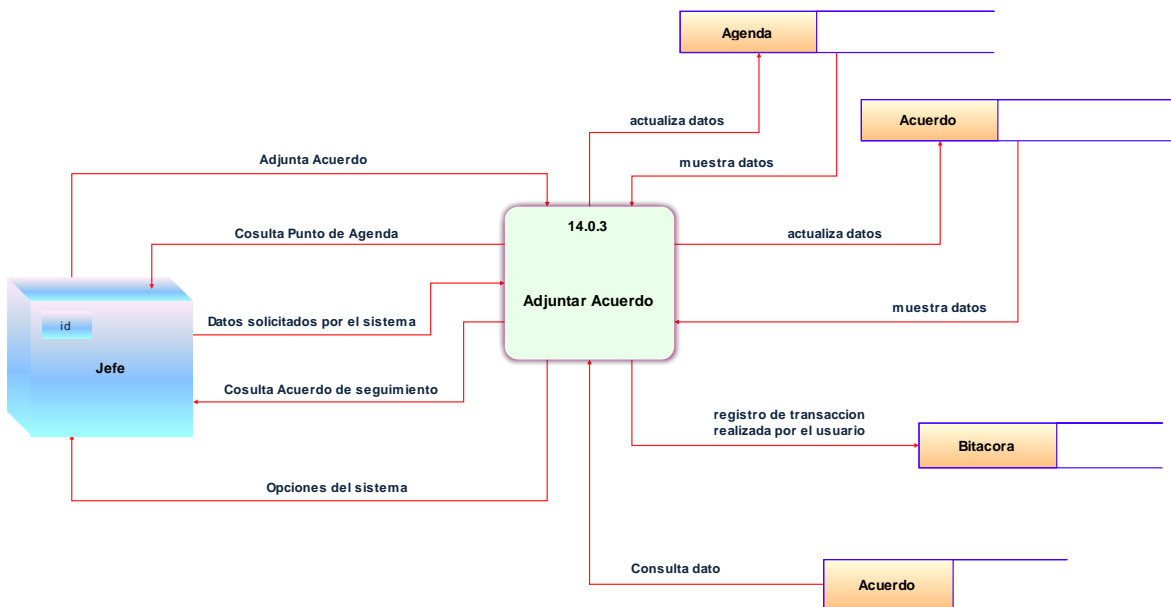 Agenda
Acuerdo
actualiza datos
muestra datos
Adjunta Acuerdo
14.0.3
Cosulta Punto de Agenda
actualiza datos
Adjuntar Acuerdo
id
Datos solicitados por el sistema
muestra datos
Jefe
Cosulta Acuerdo de seguimiento
registro de transaccion
realizada por el usuario
Bitacora
Opciones del sistema
Consulta dato
Acuerdo